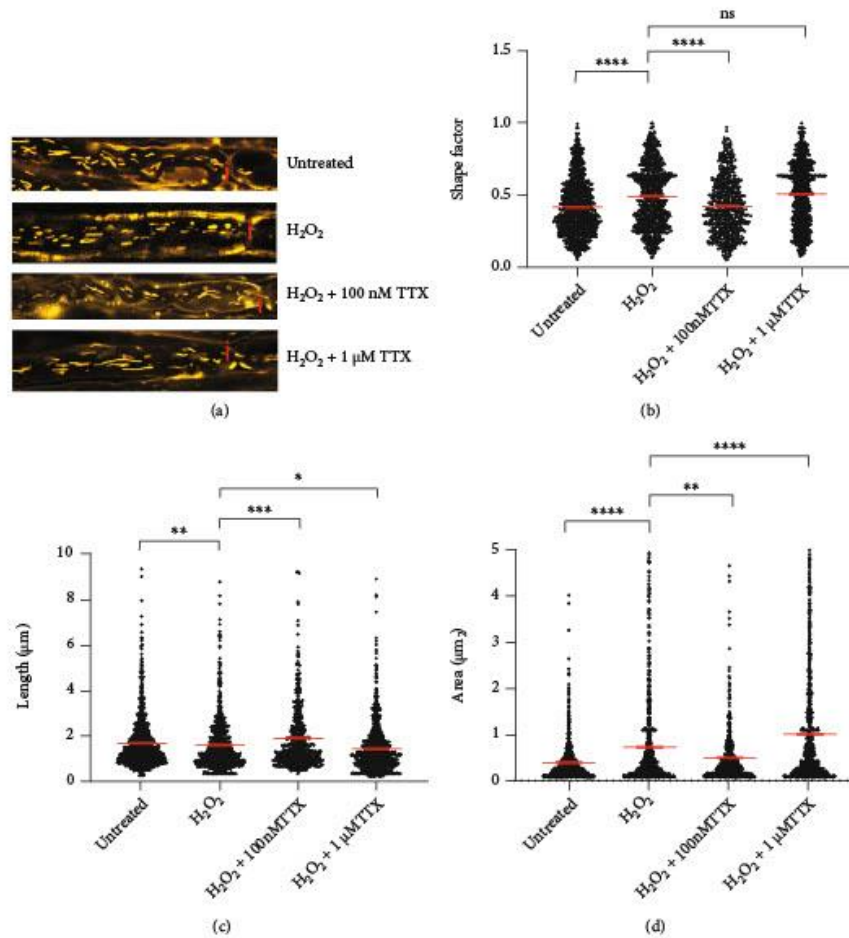 Untreated
H₂O₂
H₂O₂ + 100 nM TTX
H₂O₂ + 1 μM TTX
(a)
ns
****
****
Shape factor
1.5
1.0
0.5
0.0
Untreated
H₂O₂
H₂O₂ + 100nMTTX
H₂O₂ + 1 μMTTX
(b)
*
***
**
Length (μm)
10
8
6
4
2
0
Untreated
H₂O₂
H₂O₂ + 100nMTTX
H₂O₂ + 1 μMTTX
(c)
****
**
****
Area (μm₂)
5
4
3
2
1
0
Untreated
H₂O₂
H₂O₂ + 100nMTTX
H₂O₂ + 1 μMTTX
(d)